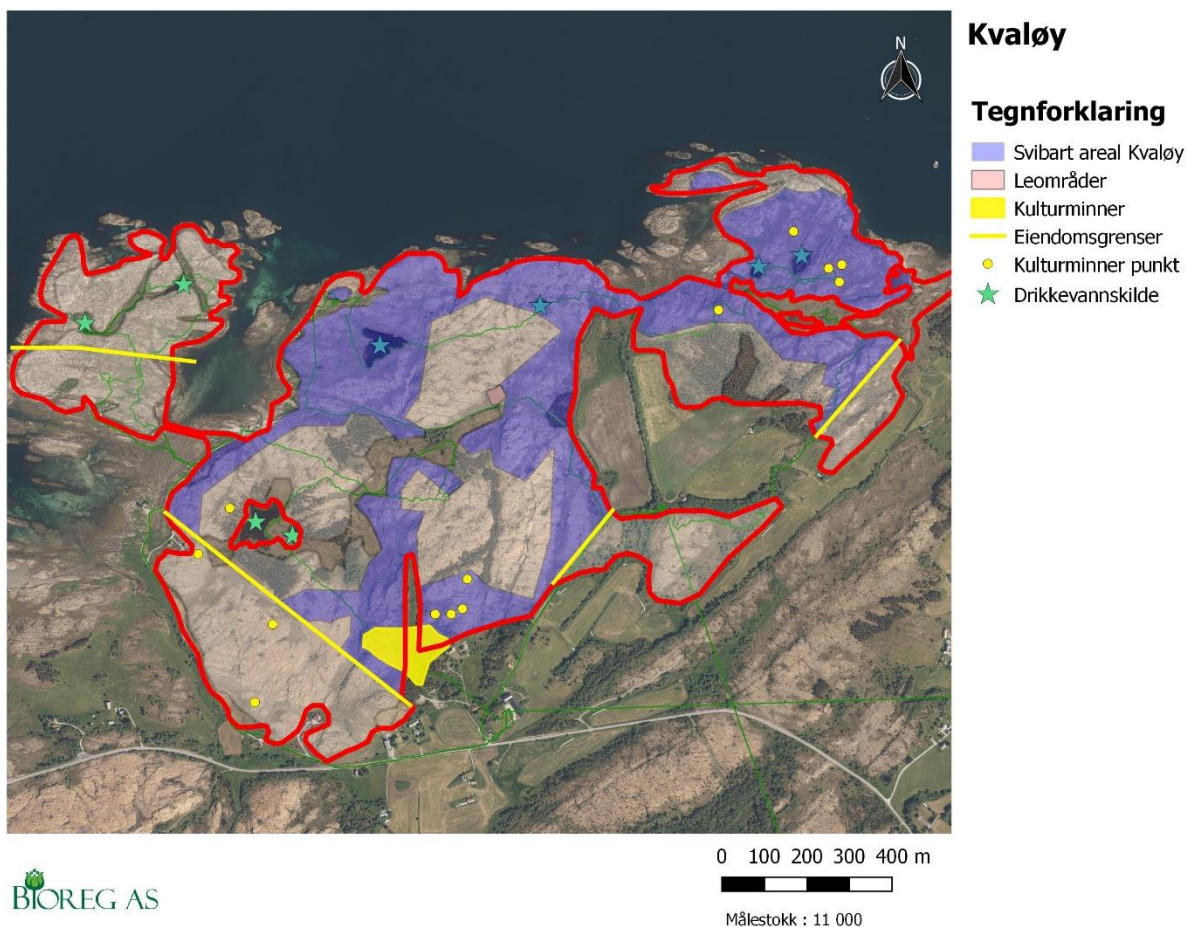 Kvaløy
N
Tegnforklaring
Svibart areal Kvaløy
Leområder
Kulturminner
Eiendomsgrenser
Kulturminner punkt
Drikkevannskilde
0 100 200 300 400 m
Målestokk : 11 000
BIOREG AS